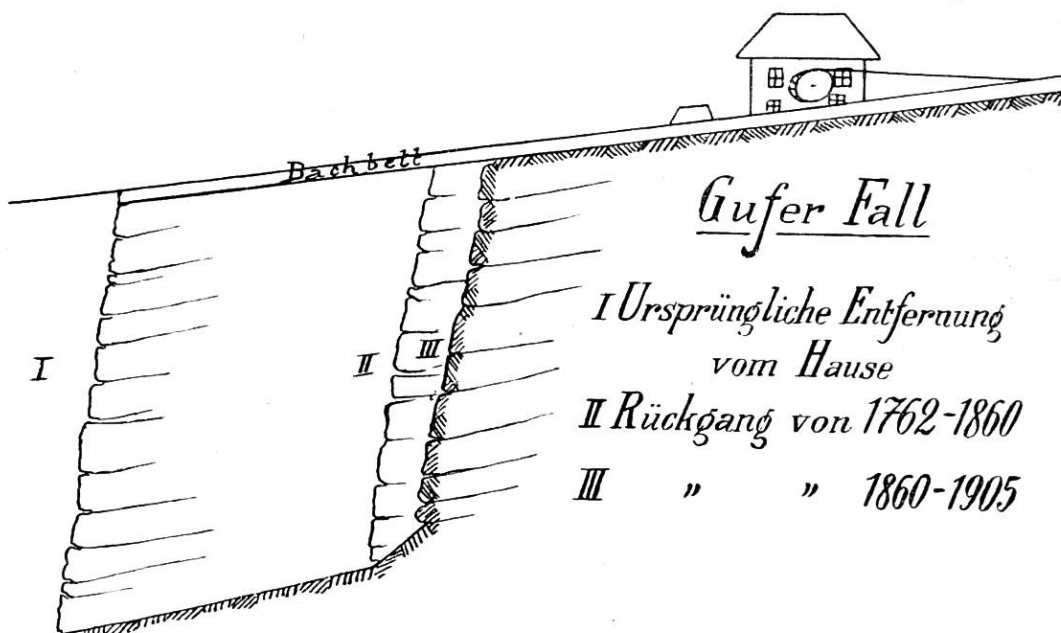 Bachbett
Gufer Fall
I Ursprüngliche Entfernung
vom Hause
II Rückgang von 1762-1860
III „ „ 1860-1905
I
II
III